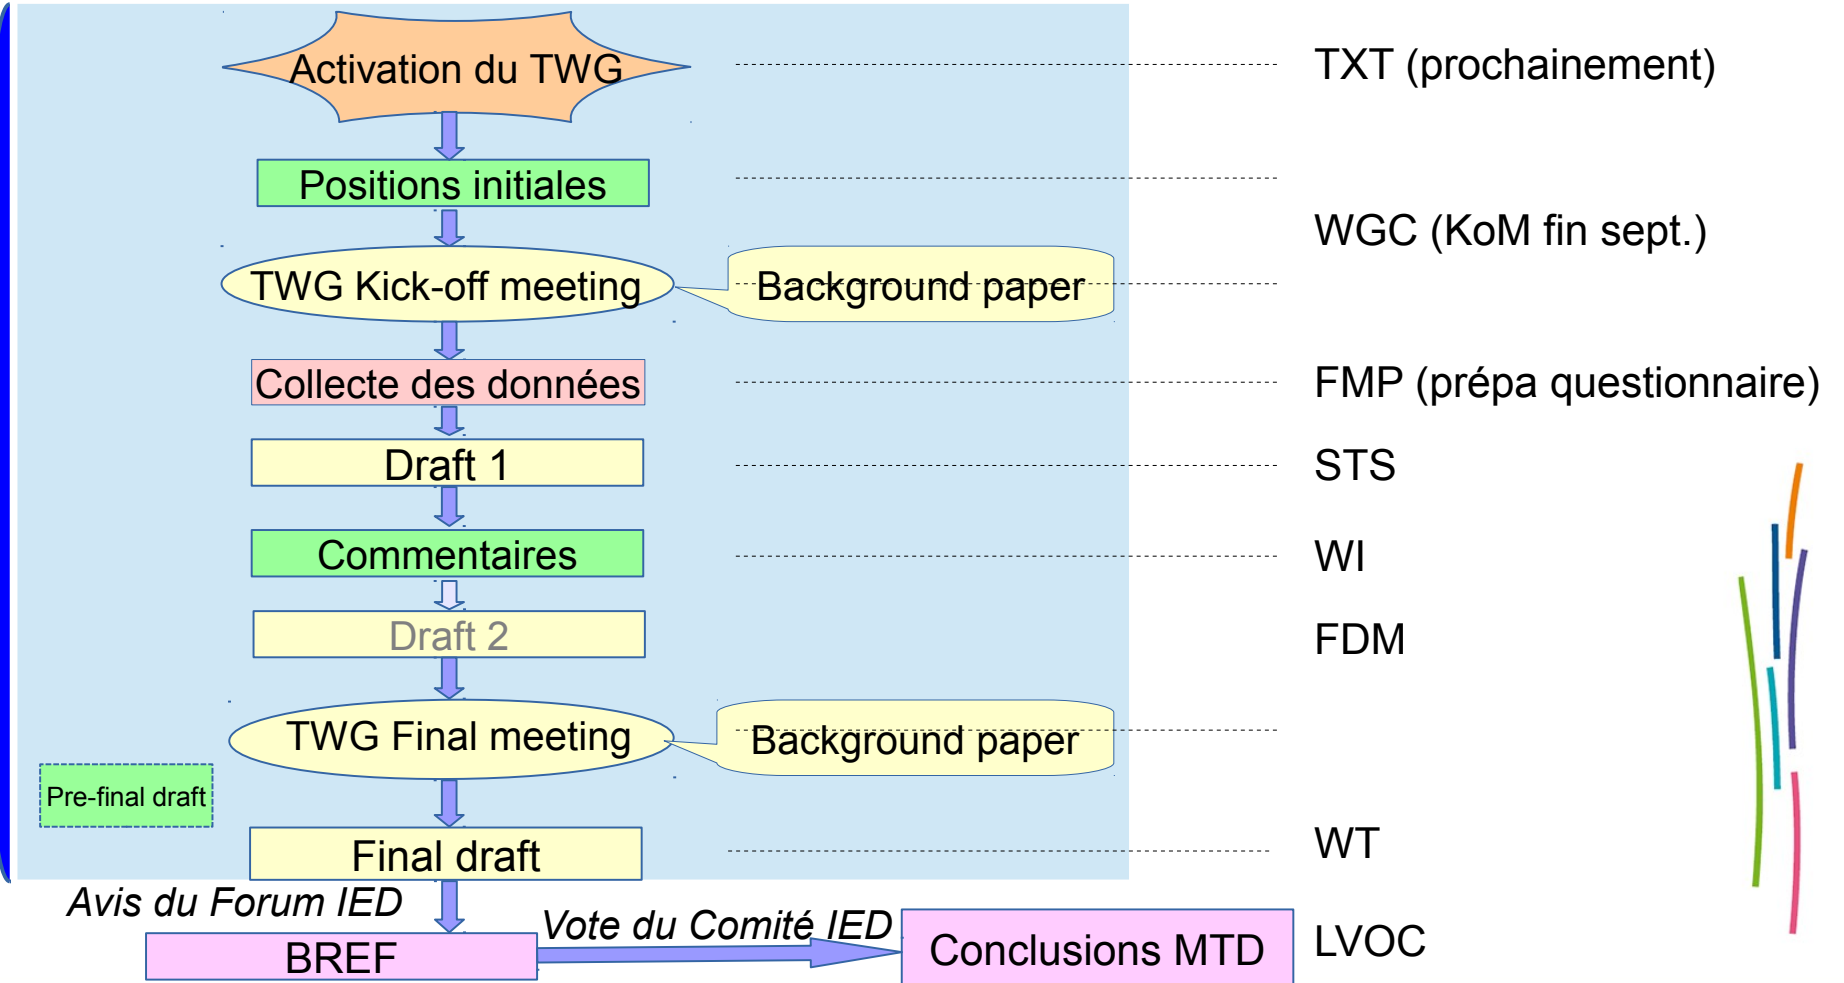 Activation du TWG
TXT (prochainement)
Positions initiales
WGC (KoM fin sept.)
TWG Kick-off meeting
Background paper
Collecte des données
FMP (prépa questionnaire)
Draft 1
STS
Commentaires
WI
Draft 2
FDM
TWG Final meeting
Background paper
Pre-final draft
Final draft
WT
Avis du Forum IED
Vote du Comité IED
BREF
Conclusions MTD
LVOC